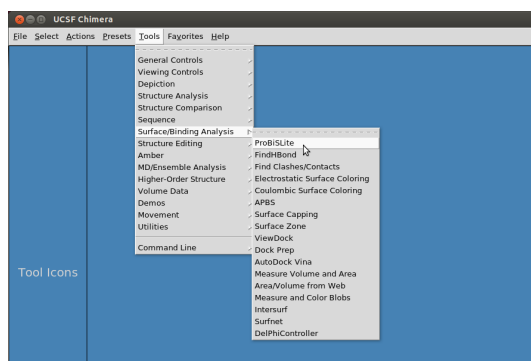 UCSF Chimera
File Select Actions Presets Tools Favorites Help
General Controls
Viewing Controls
Depiction
Structure Analysis
Structure Comparison
Sequence
Surface/Binding Analysis
Structure Editing
Amber
MD/Ensemble Analysis
Higher-Order Structure
Volume Data
Demos
Movement
Utilities
Command Line
ProBiSLite
FindHBond
Find Clashes/Contacts
Electrostatic Surface Coloring
Coulombic Surface Coloring
APBS
Surface Capping
Surface Zone
ViewDock
Dock Prep
AutoDock Vina
Measure Volume and Area
Area/Volume from Web
Measure and Color Blobs
Intersurf
Surfnet
DelPhiController
Tool Icons